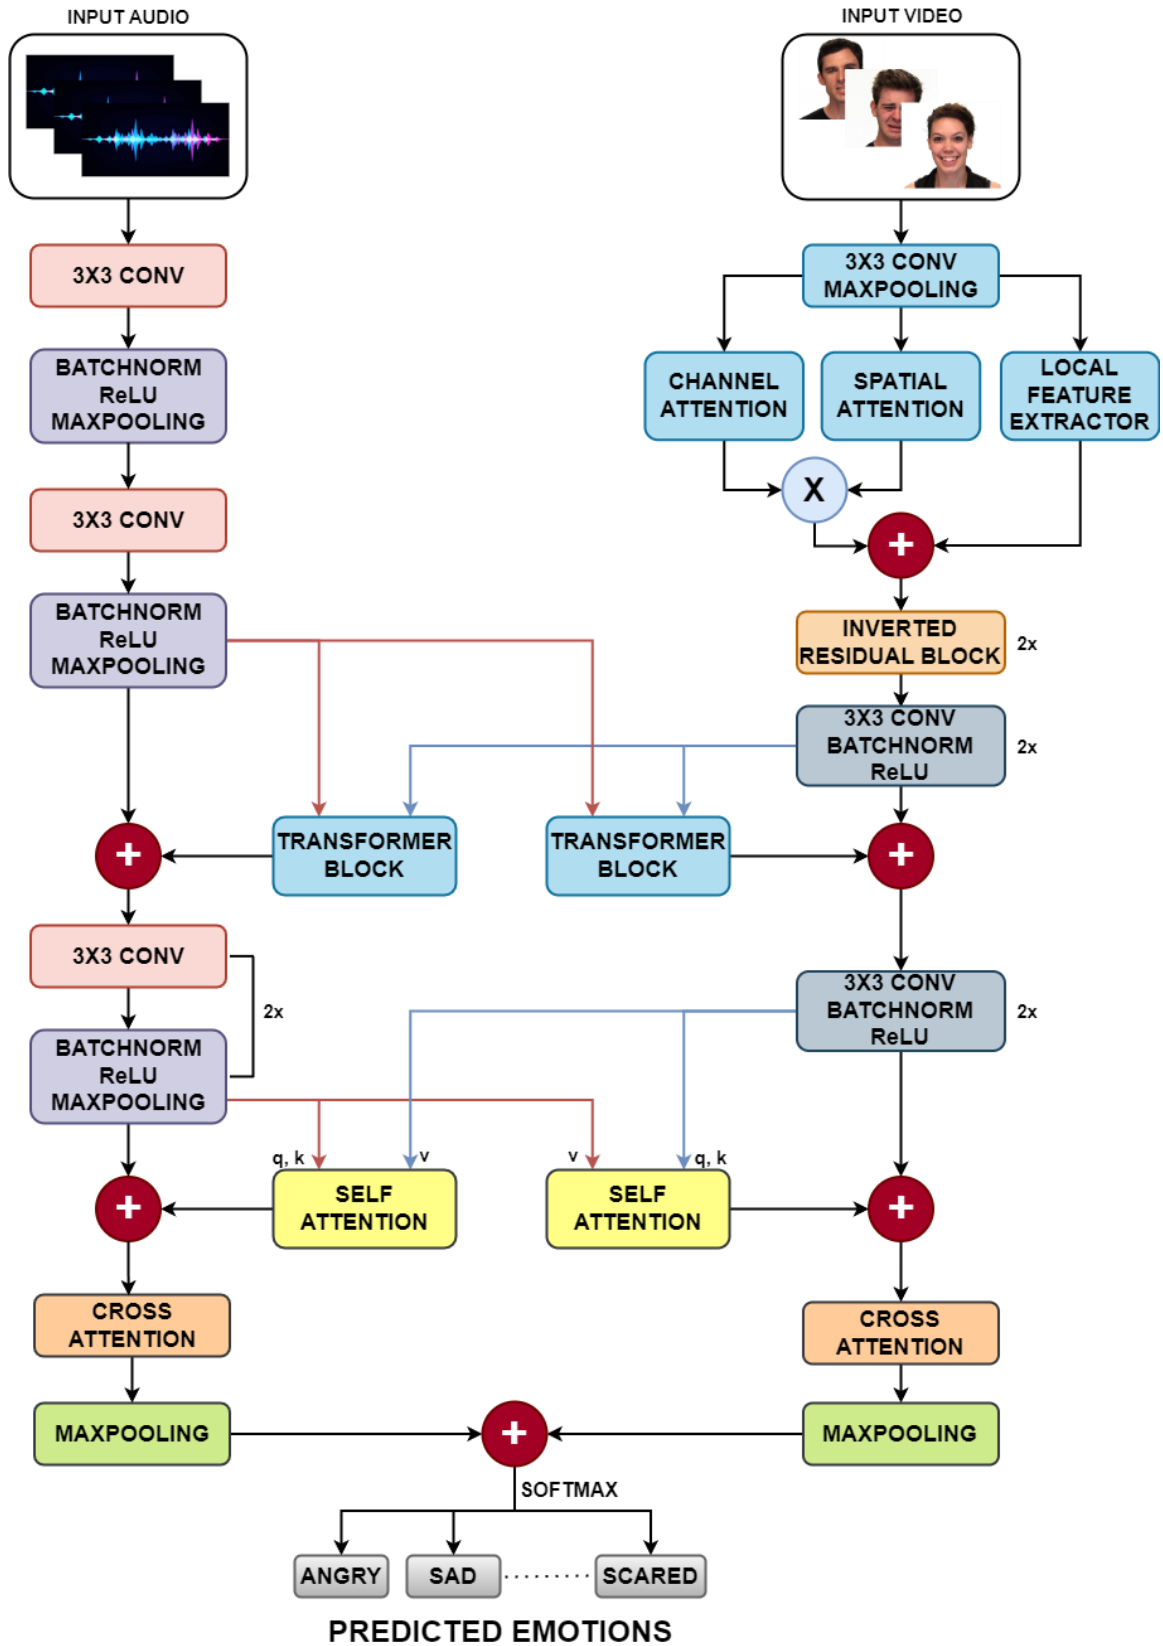 INPUT AUDIO
INPUT VIDEO
3X3 CONV
BATCHNORM
ReLU
MAXPOOLING
3X3 CONV
BATCHNORM
ReLU
MAXPOOLING
3X3 CONV
MAXPOOLING
CHANNEL
ATTENTION
SPATIAL
ATTENTION
LOCAL
FEATURE
EXTRACTOR
X
+
INVERTED
RESIDUAL BLOCK
2x
3X3 CONV
BATCHNORM
ReLU
2x
+
TRANSFORMER
BLOCK
TRANSFORMER
BLOCK
+
3X3 CONV
2x
BATCHNORM
ReLU
MAXPOOLING
3X3 CONV
BATCHNORM
ReLU
2x
q, k
v
v
q, k
+
SELF
ATTENTION
SELF
ATTENTION
+
CROSS
ATTENTION
CROSS
ATTENTION
MAXPOOLING
+
MAXPOOLING
SOFTMAX
ANGRY
SAD
SCARED
PREDICTED EMOTIONS